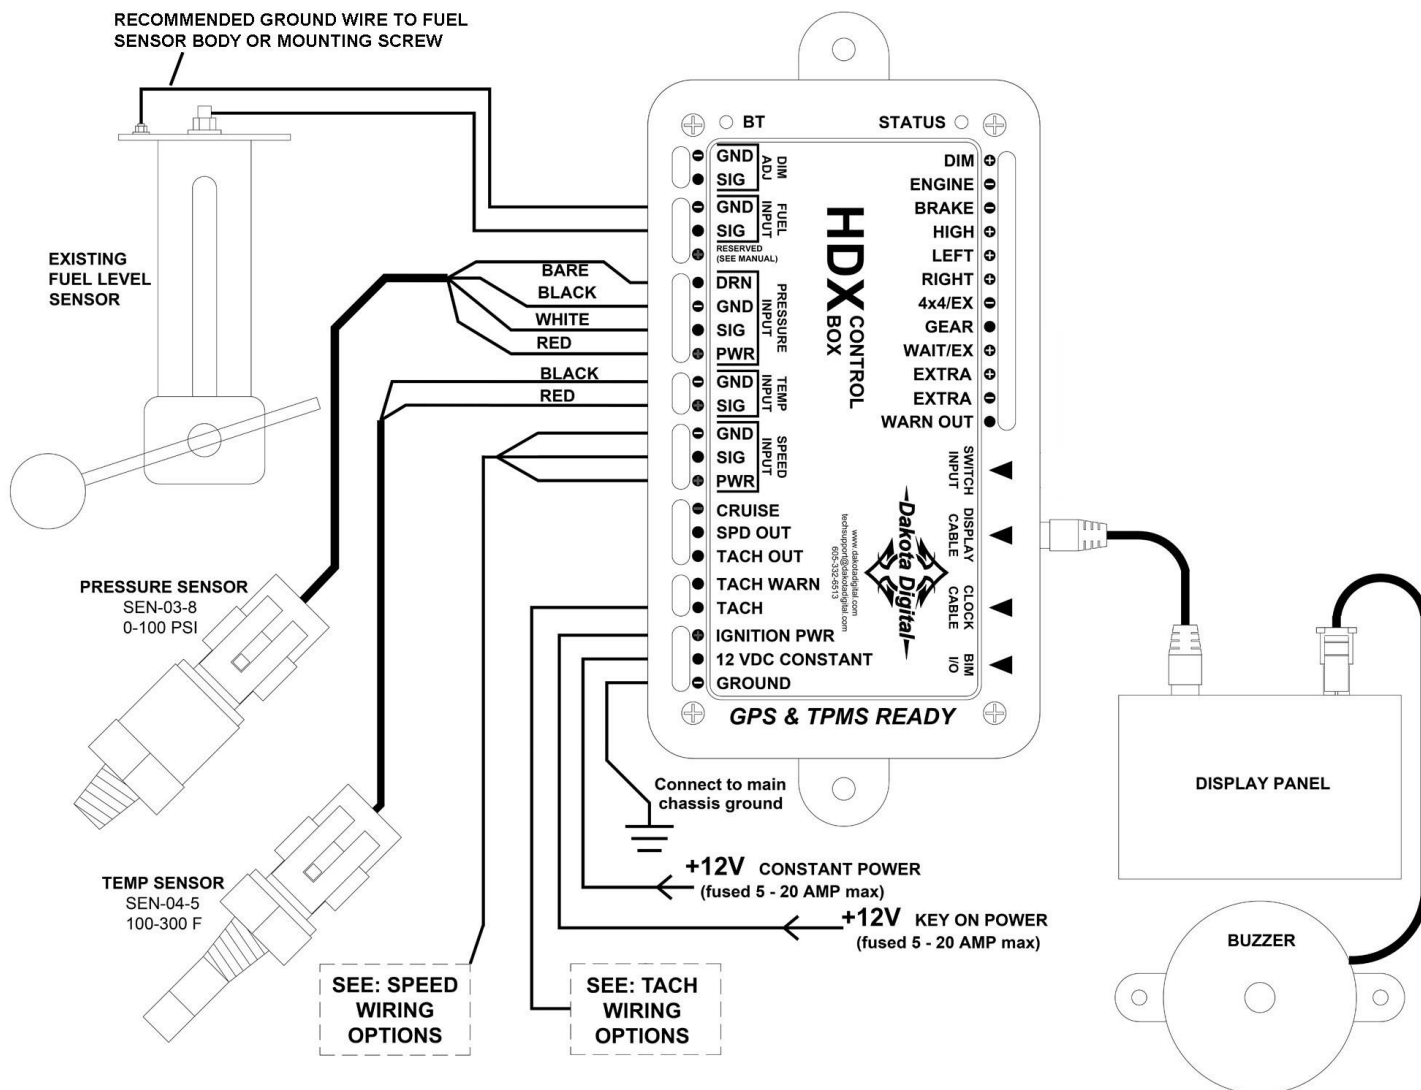 RECOMMENDED GROUND WIRE TO FUEL
SENSOR BODY OR MOUNTING SCREW
EXISTING
FUEL LEVEL
SENSOR
BARE
BLACK
WHITE
RED
BLACK
RED
PRESSURE SENSOR
SEN-03-8
0-100 PSI
TEMP SENSOR
SEN-04-5
100-300 F
BT
STATUS
GND
SIG
DIM
ADJ
GND
SIG
FUEL
INPUT
RESERVED
(SEE MANUAL)
DRN
GND
SIG
PWR
PRESSURE
INPUT
GND
SIG
TEMP
INPUT
GND
SIG
PWR
SPEED
INPUT
CRUISE
SPD OUT
TACH OUT
TACH WARN
TACH
IGNITION PWR
12 VDC CONSTANT
GROUND
HDX CONTROL
BOX
Dakota Digital
www.dakotadigital.com
techsupport@dakotadigital.com
605-332-6513
DIM
ENGINE
BRAKE
HIGH
LEFT
RIGHT
4x4/EX
GEAR
WAIT/EX
EXTRA
EXTRA
WARN OUT
SWITCH
INPUT
DISPLAY
CABLE
CLOCK
CABLE
BIM
I/O
GPS & TPMS READY
Connect to main
chassis ground
+12V CONSTANT POWER
(fused 5 - 20 AMP max)
+12V KEY ON POWER
(fused 5 - 20 AMP max)
SEE: SPEED
WIRING
OPTIONS
SEE: TACH
WIRING
OPTIONS
DISPLAY PANEL
BUZZER